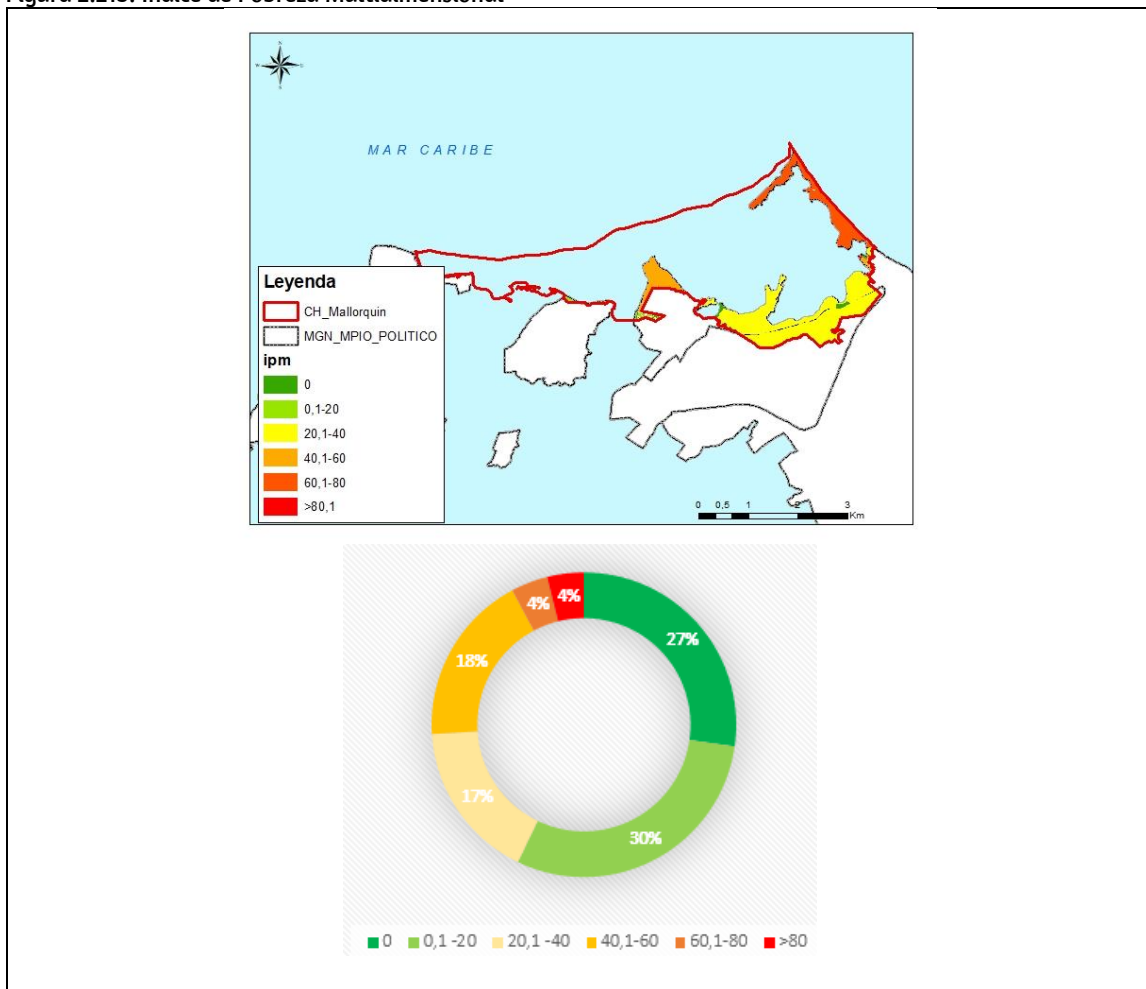 MAR CARIBE
Leyenda
CH_Mallorquin
MGN_MPIO_POLITICO
ipm
0
0,1-20
20,1-40
40,1-60
60,1-80
>80,1
0 0,5 1 2 3
Km
4% 4%
27%
18%
17%
30%
0 0,1 -20 20,1 -40 40,1-60 60,1-80 >80